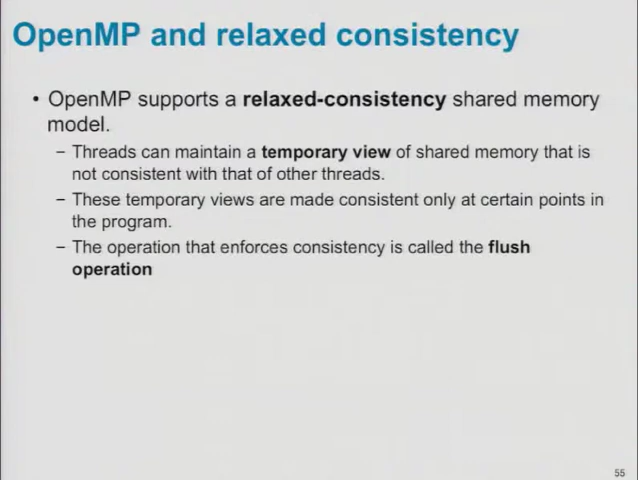 OpenMP and relaxed consistency
• OpenMP supports a relaxed-consistency shared memory
model.
– Threads can maintain a temporary view of shared memory that is
not consistent with that of other threads.
– These temporary views are made consistent only at certain points in
the program.
– The operation that enforces consistency is called the flush
operation
55